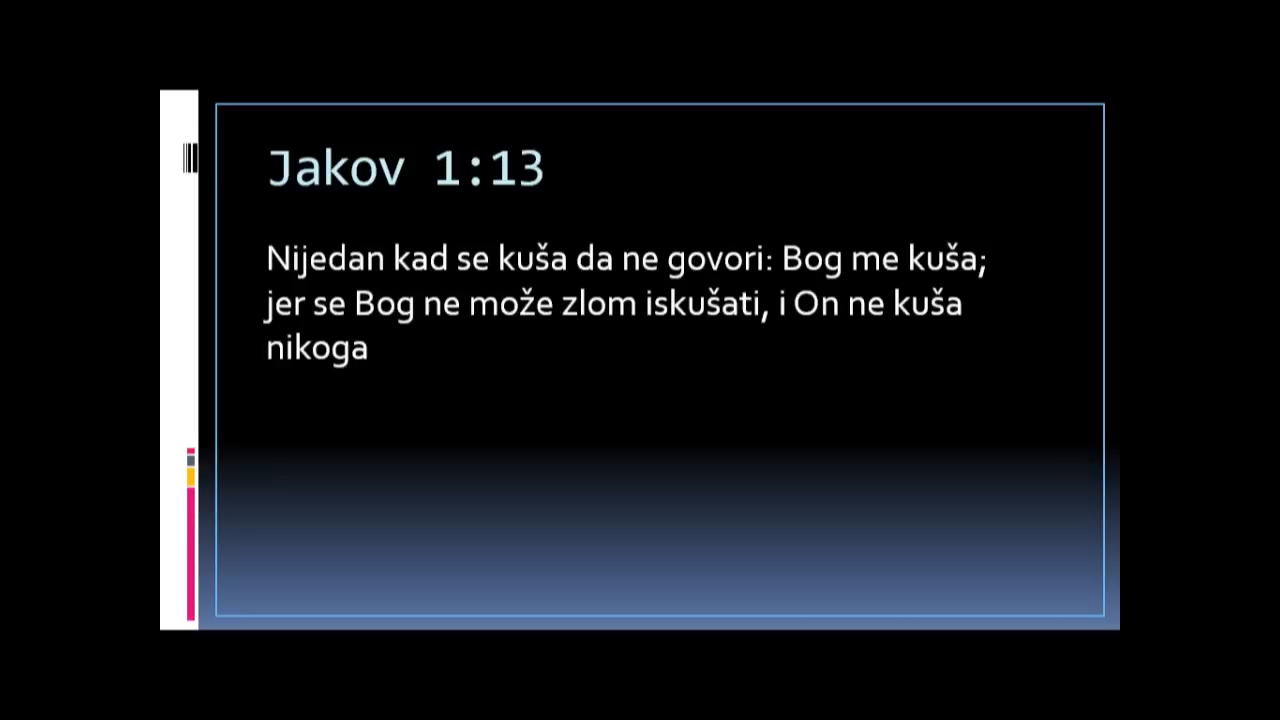 Jakov 1:13
Nijedan kad se kuša da ne govori: Bog me kuša;
jer se Bog ne može zlom iskušati, i On ne kuša
nikoga